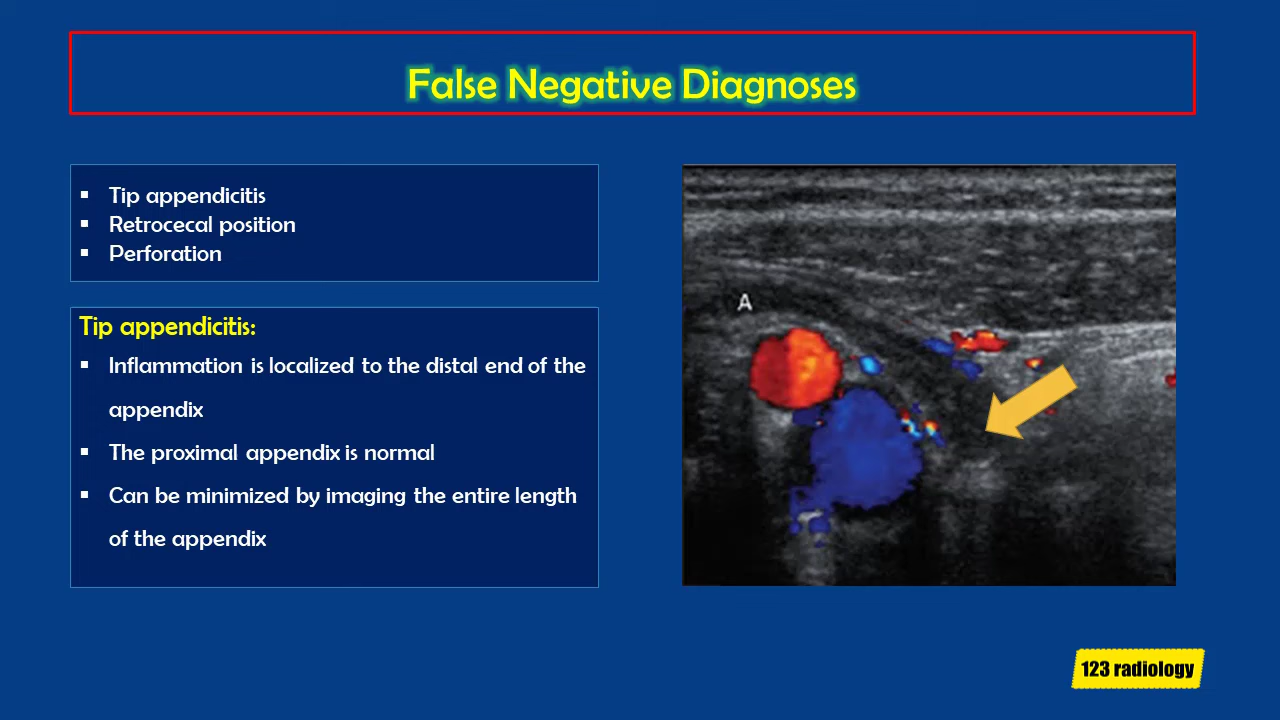 False Negative Diagnoses
▪ Tip appendicitis
▪ Retrocecal position
▪ Perforation
Tip appendicitis:
▪ Inflammation is localized to the distal end of the
appendix
▪ The proximal appendix is normal
▪ Can be minimized by imaging the entire length
of the appendix
A
123 radiology